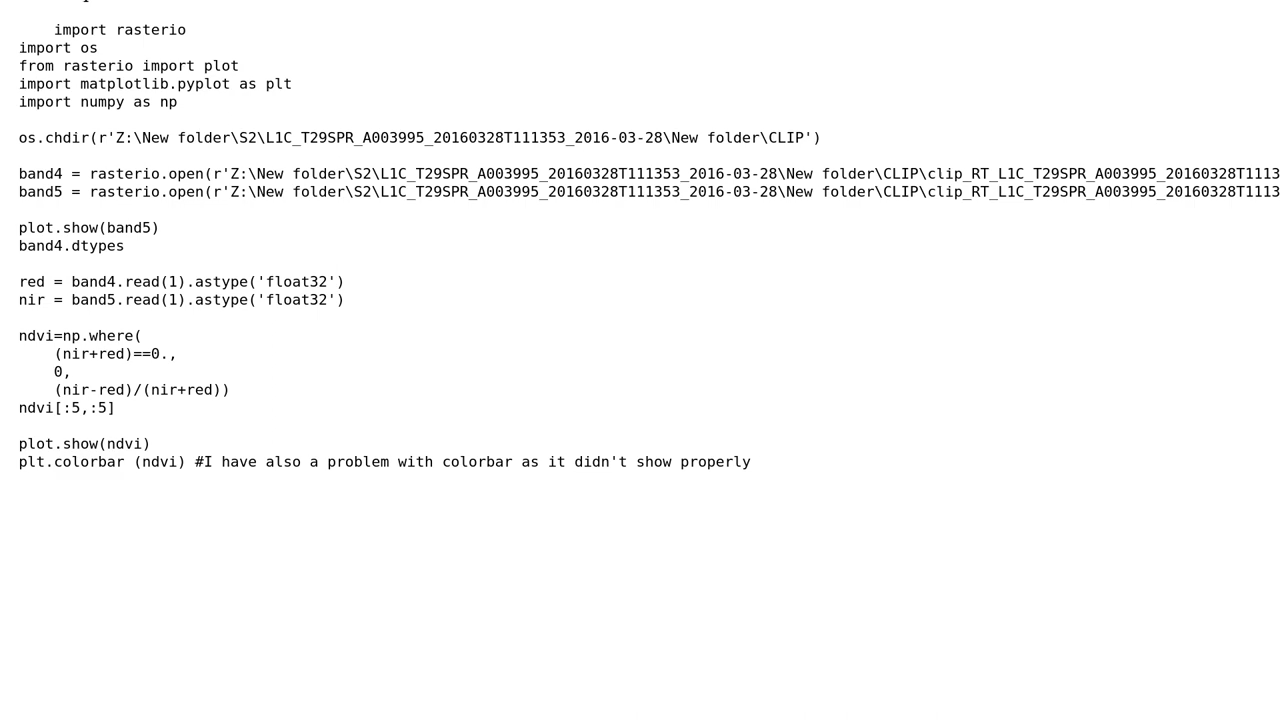 import rasterio
import os
from rasterio import plot
import matplotlib.pyplot as plt
import numpy as np

os.chdir(r'Z:\New folder\S2\L1C_T29SPR_A003995_20160328T111353_2016-03-28\New folder\CLIP')

band4 = rasterio.open(r'Z:\New folder\S2\L1C_T29SPR_A003995_20160328T111353_2016-03-28\New folder\CLIP\clip_RT_L1C_T29SPR_A003995_20160328T1113
band5 = rasterio.open(r'Z:\New folder\S2\L1C_T29SPR_A003995_20160328T111353_2016-03-28\New folder\CLIP\clip_RT_L1C_T29SPR_A003995_20160328T1113

plot.show(band5)
band4.dtypes

red = band4.read(1).astype('float32')
nir = band5.read(1).astype('float32')

ndvi=np.where(
    (nir+red)==0.,
    0,
    (nir-red)/(nir+red))
ndvi[:5,:5]

plot.show(ndvi)
plt.colorbar (ndvi) #I have also a problem with colorbar as it didn't show properly